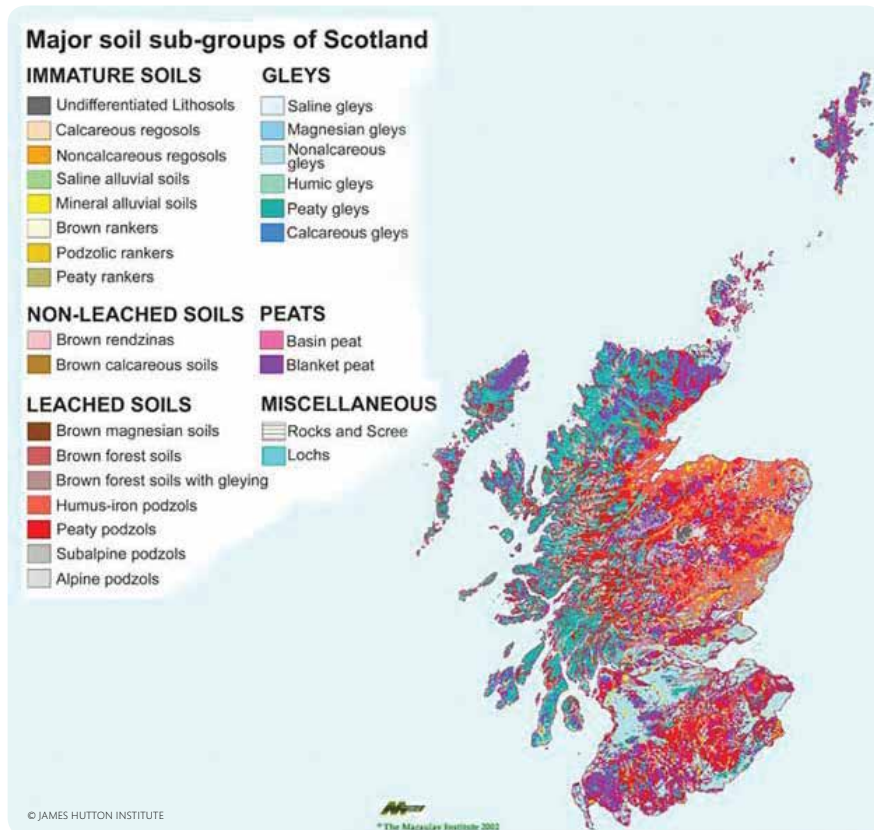 Major soil sub-groups of Scotland
IMMATURE SOILS
Undifferentiated Lithosols
Calcareous regosols
Noncalcareous regosols
Saline alluvial soils
Mineral alluvial soils
Brown rankers
Podzolic rankers
Peaty rankers
GLEYS
Saline gleys
Magnesian gleys
Nonalcareous
gleys
Humic gleys
Peaty gleys
Calcareous gleys
NON-LEACHED SOILS
Brown rendzinas
Brown calcareous soils
PEATS
Basin peat
Blanket peat
LEACHED SOILS
Brown magnesian soils
Brown forest soils
Brown forest soils with gleying
Humus-iron podzols
Peaty podzols
Subalpine podzols
Alpine podzols
MISCELLANEOUS
Rocks and Scree
Lochs
© JAMES HUTTON INSTITUTE
© The Macaulay Institute 2002